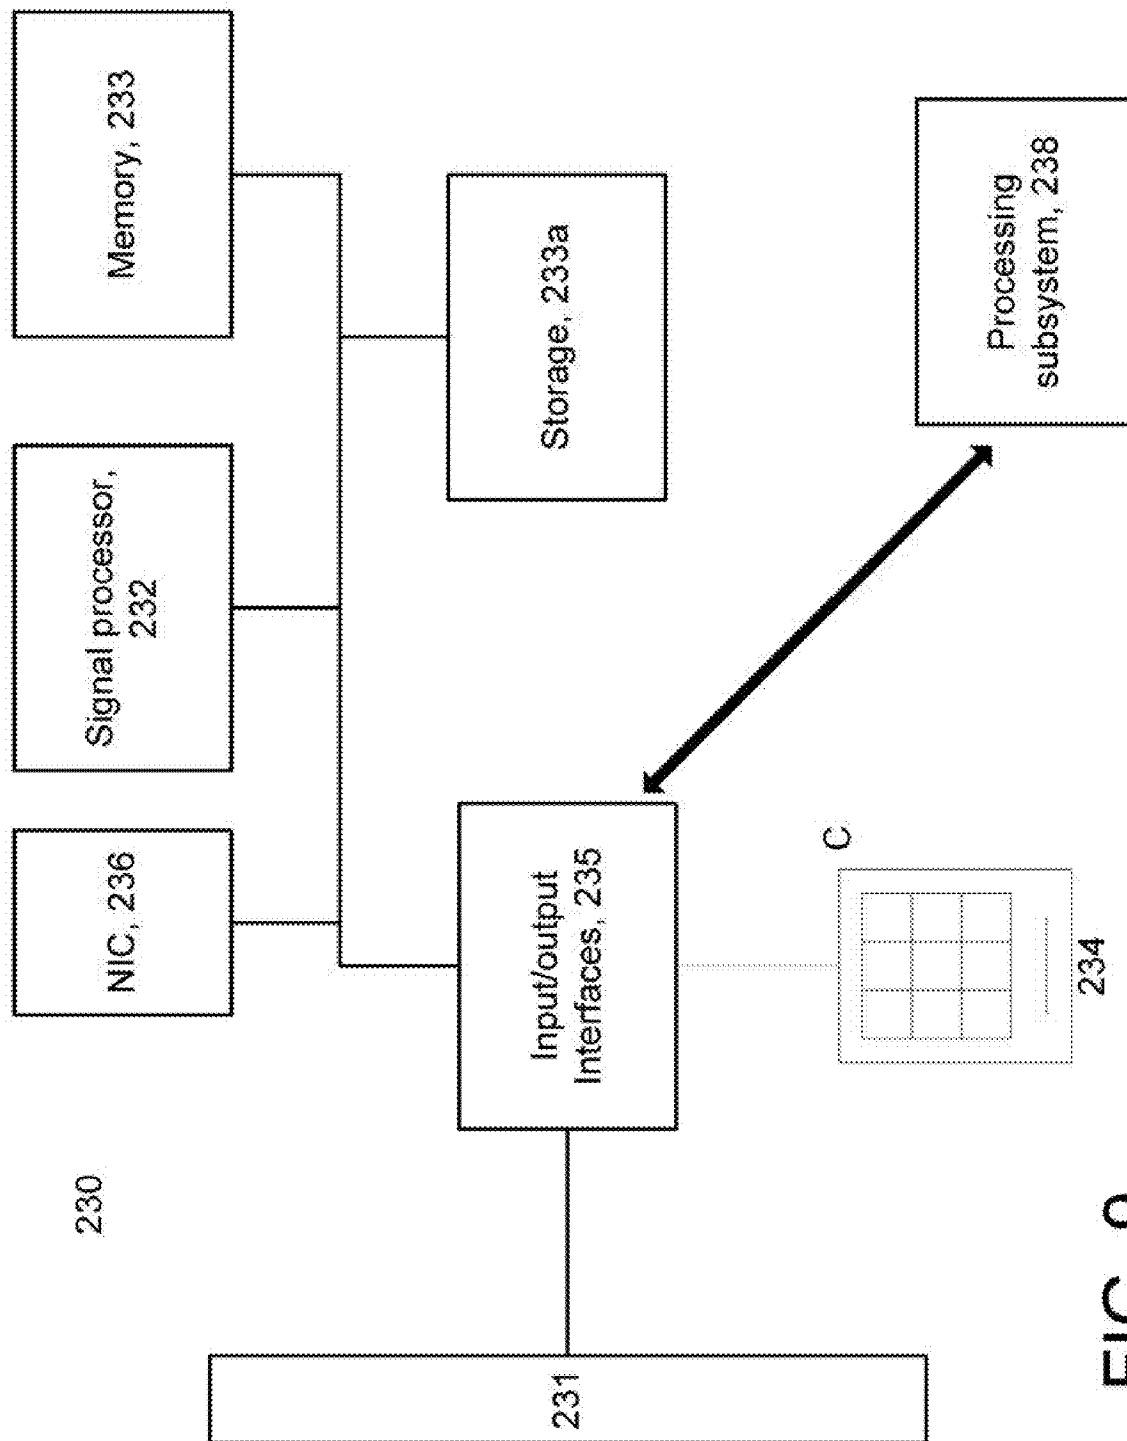 230
NIC, 236
Signal processor,
232
Memory, 233
231
Input/output
Interfaces, 235
Storage, 233a
C
234
Processing
subsystem, 238
FIG.